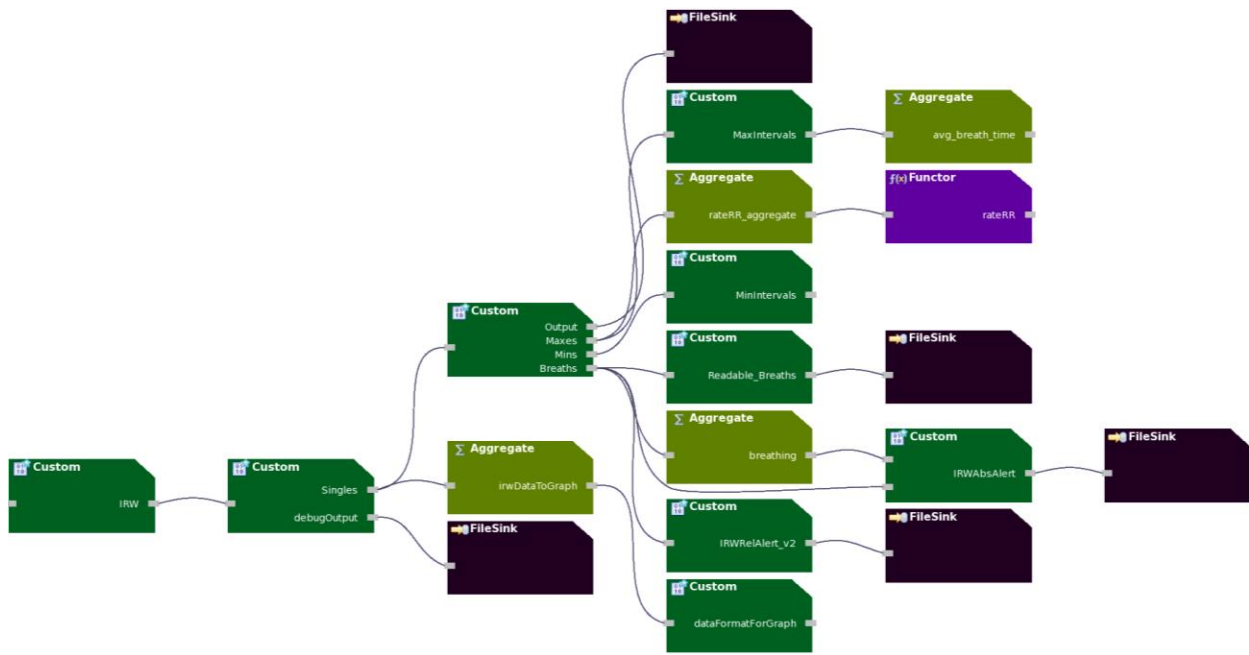 FileSink
Custom
MaxIntervals
Σ Aggregate
avg_breath_time
Σ Aggregate
rateRR_aggregate
f(x) Functor
rateRR
Custom
MinIntervals
Custom
Output
Maxes
Mins
Breaths
Custom
Readable_Breaths
FileSink
Σ Aggregate
breathing
Custom
IRWAbsAlert
FileSink
Custom
IRW
Custom
Singles
debugOutput
Σ Aggregate
irwDataToGraph
FileSink
Custom
IRWRelAlert_v2
FileSink
Custom
dataFormatForGraph